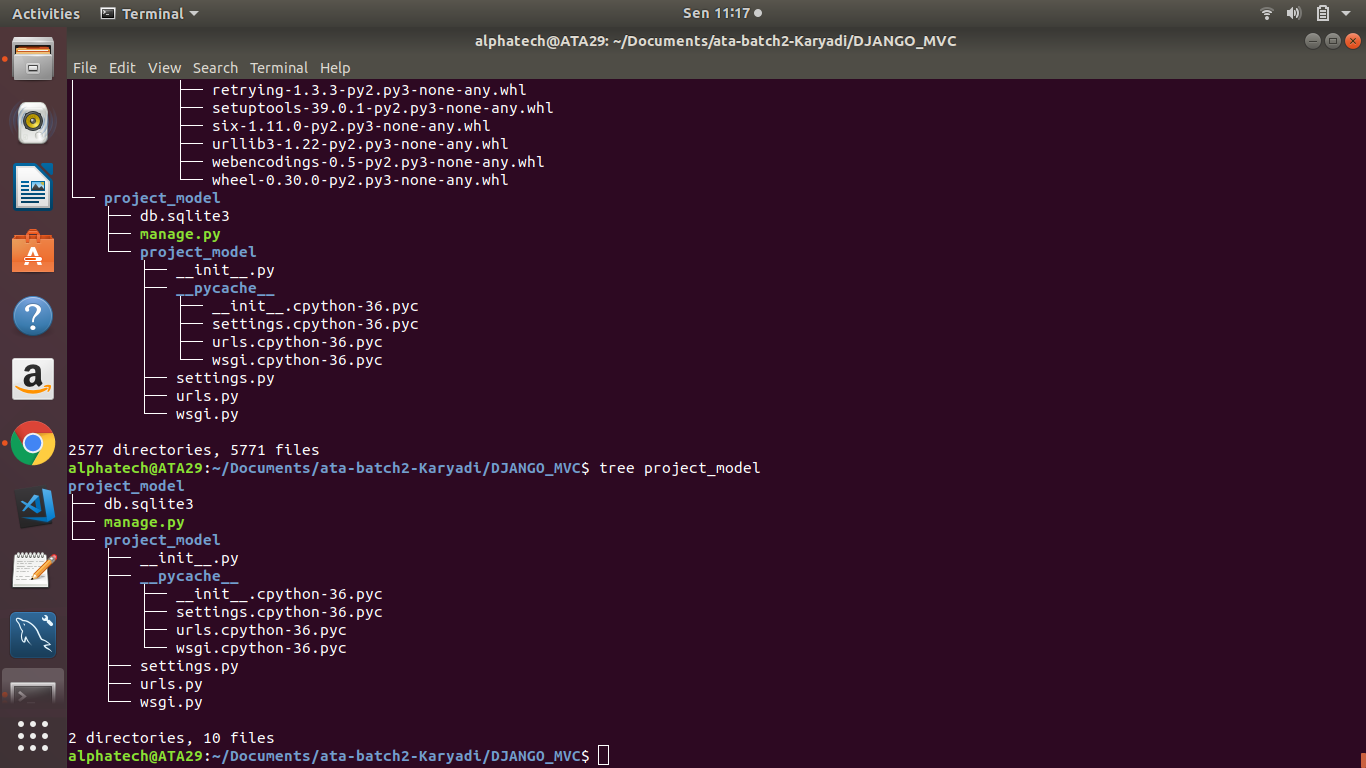 Activities Terminal Sen 11:17
alphatech@ATA29: ~/Documents/ata-batch2-Karyadi/DJANGO_MVC
File Edit View Search Terminal Help
├── retrying-1.3.3-py2.py3-none-any.whl
├── setuptools-39.0.1-py2.py3-none-any.whl
├── six-1.11.0-py2.py3-none-any.whl
├── urllib3-1.22-py2.py3-none-any.whl
├── webencodings-0.5-py2.py3-none-any.whl
└── wheel-0.30.0-py2.py3-none-any.whl
└── project_model
├── db.sqlite3
├── manage.py
└── project_model
├── __init__.py
├── __pycache__
├── __init__.cpython-36.pyc
├── settings.cpython-36.pyc
├── urls.cpython-36.pyc
└── wsgi.cpython-36.pyc
├── settings.py
├── urls.py
└── wsgi.py
2577 directories, 5771 files
alphatech@ATA29:~/Documents/ata-batch2-Karyadi/DJANGO_MVC$ tree project_model
project_model
├── db.sqlite3
├── manage.py
└── project_model
├── __init__.py
├── __pycache__
├── __init__.cpython-36.pyc
├── settings.cpython-36.pyc
├── urls.cpython-36.pyc
└── wsgi.cpython-36.pyc
├── settings.py
├── urls.py
└── wsgi.py
2 directories, 10 files
alphatech@ATA29:~/Documents/ata-batch2-Karyadi/DJANGO_MVC$